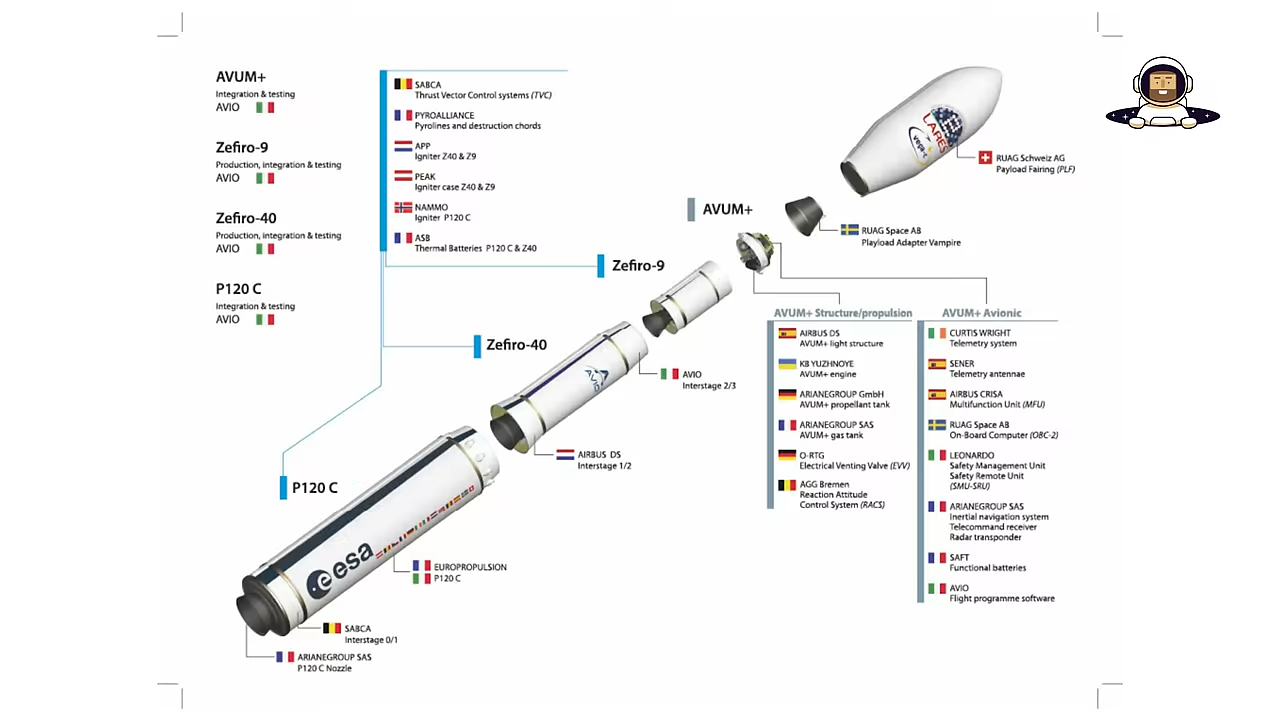 AVUM+
Integration & testing
AVIO
Zefiro-9
Production, integration & testing
AVIO
Zefiro-40
Production, integration & testing
AVIO
P120 C
Integration & testing
AVIO
SABCA
Thrust Vector Control systems (TVC)
PYROALLIANCE
Pyrolines and destruction chords
APP
Igniter Z40 & Z9
PEAK
Igniter case Z40 & Z9
NAMMO
Igniter P120 C
ASB
Thermal Batteries P120 C & Z40
LARES
vega-c
RUAG Schweiz AG
Payload Fairing (PLF)
AVUM+
RUAG Space AB
Playload Adapter Vampire
Zefiro-9
Zefiro-40
AVIO
AVIO
Interstage 2/3
AIRBUS DS
Interstage 1/2
P120 C
esa
EUROPROPULSION
P120 C
SABCA
Interstage 0/1
ARIANEGROUP SAS
P120 C Nozzle
AVUM+ Structure/propulsion
AIRBUS DS
AVUM+ light structure
KB YUZHNOYE
AVUM+ engine
ARIANEGROUP GmbH
AVUM+ propellant tank
ARIANEGROUP SAS
AVUM+ gas tank
O-RTG
Electrical Venting Valve (EVV)
AGG Bremen
Reaction Attitude
Control System (RACS)
AVUM+ Avionic
CURTIS WRIGHT
Telemetry system
SENER
Telemetry antennae
AIRBUS CRISA
Multifunction Unit (MFU)
RUAG Space AB
On-Board Computer (OBC-2)
LEONARDO
Safety Management Unit
Safety Remote Unit
(SMU-SRU)
ARIANEGROUP SAS
Inertial navigation system
Telecommand receiver
Radar transponder
SAFT
Functional batteries
AVIO
Flight programme software